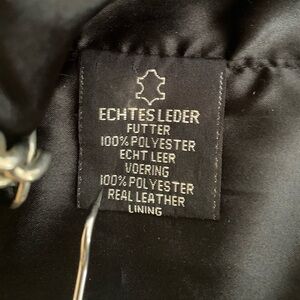 ECHTES LEDER
FUTTER
100% POLYESTER
ECHT LEER
VOERING
100% POLYESTER
REAL LEATHER
LINING